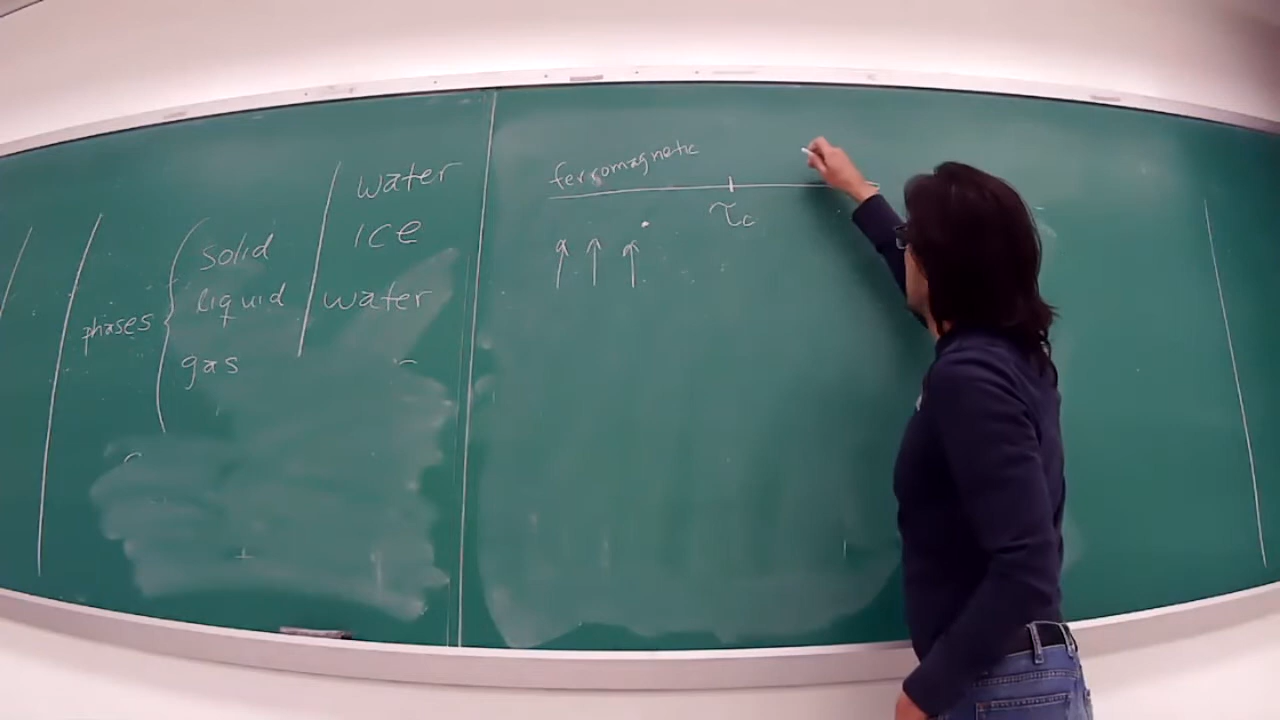 water
solid
ice
phases
liquid
water
gas
ferromagnetic
τc